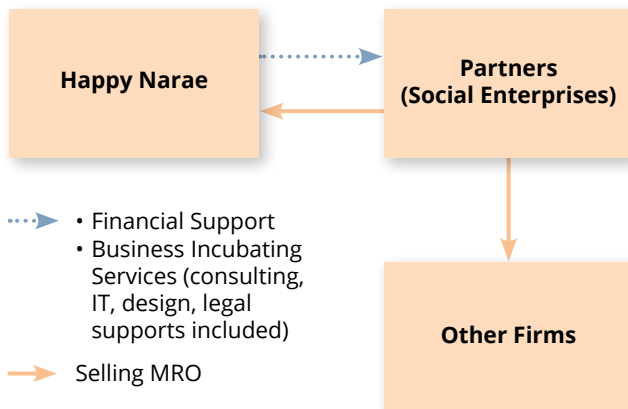 Happy Narae
Partners
(Social Enterprises)
• Financial Support
• Business Incubating
Services (consulting,
IT, design, legal
supports included)
Other Firms
Selling MRO